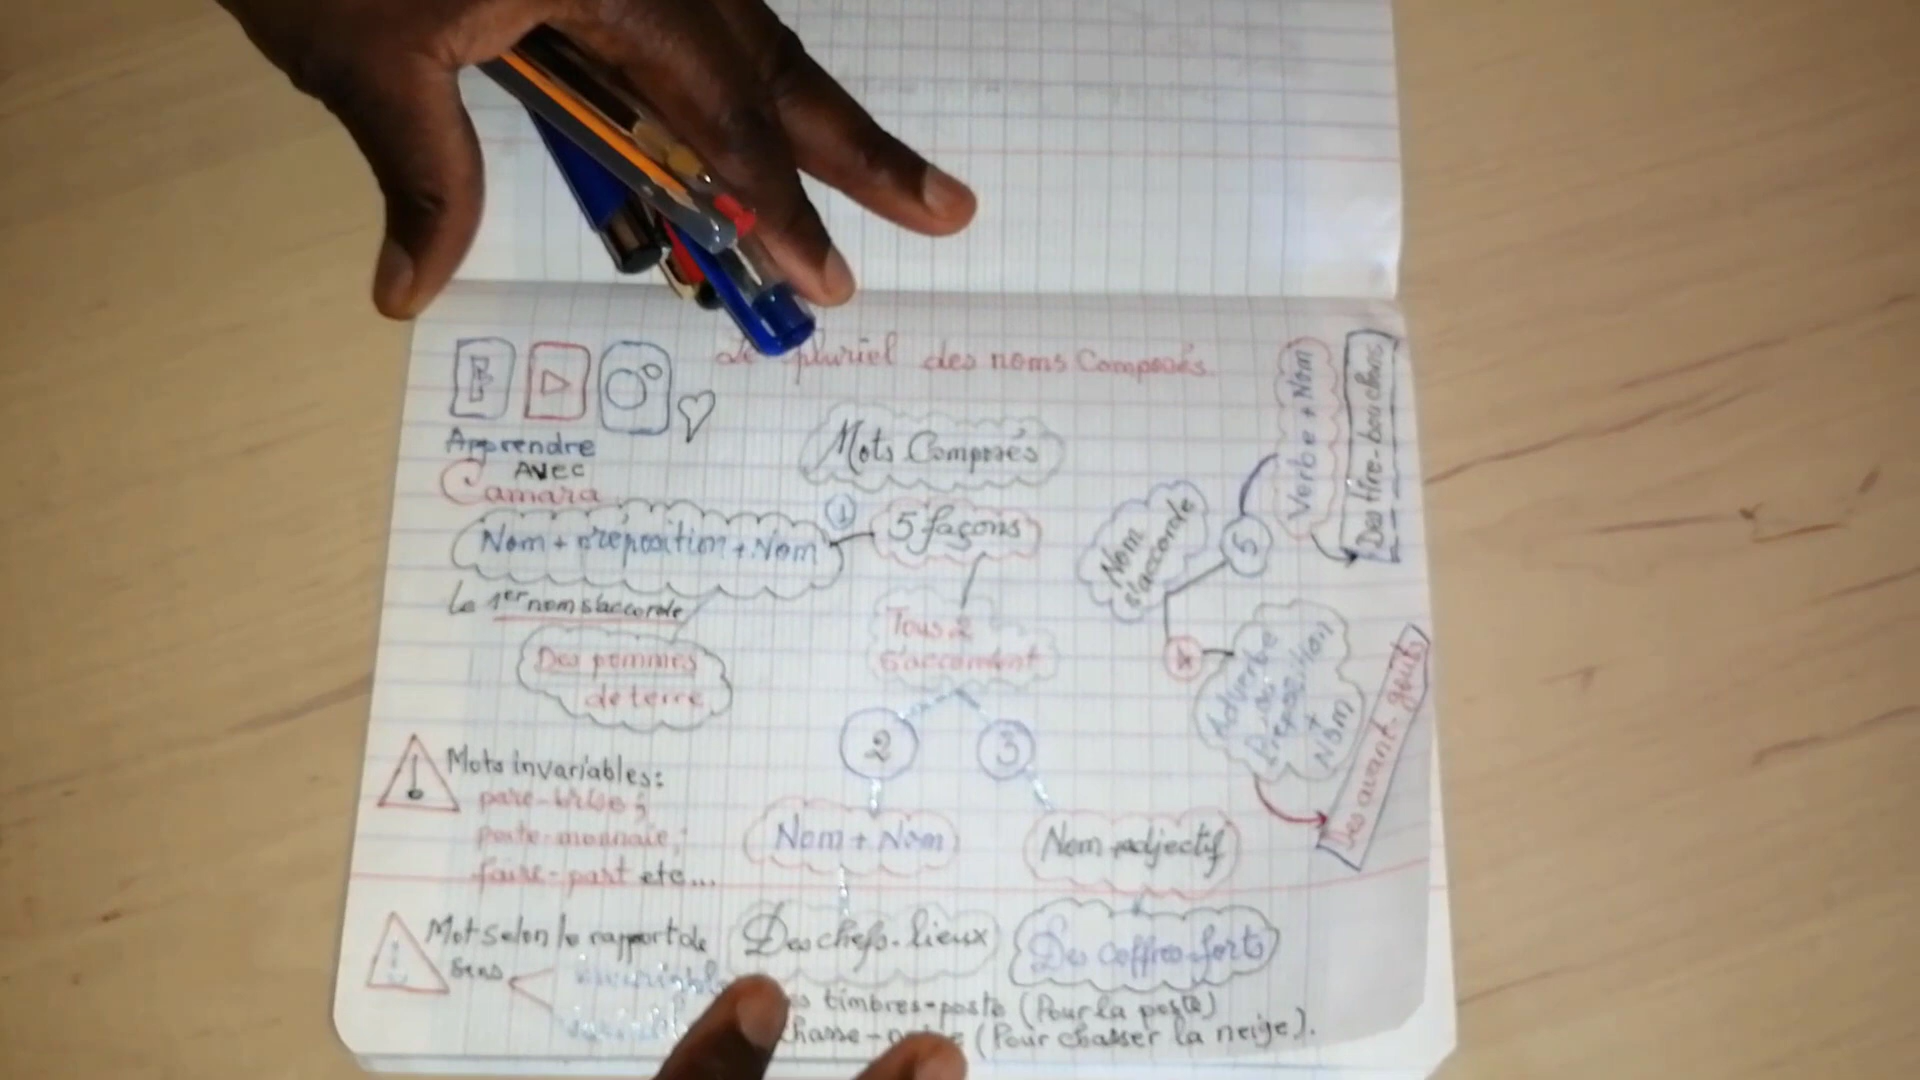 Le pluriel des noms Composés
Apprendre
AVEC
Camara
Mots Composés
5 façons
1
Nom + Préposition + Nom
Le 1er nom s'accorde
Des pommes
de terre
Tous 2
s'accordent
2
3
Nom + Nom
Nom adjectif
Des chefs-lieux
Des coffres-forts
Nom
s'accorde
5
Verbe + Nom
Des tire-bouchons
4
Adverbe
ou
Préposition
+
Nom
Des avant-goûts
Mots invariables :
pare-brise ;
porte-monnaie ;
faire-part etc...
Mot selon le rapport de
sens
timbres-poste (Pour la poste)
chasse- (Pour chasser la neige).